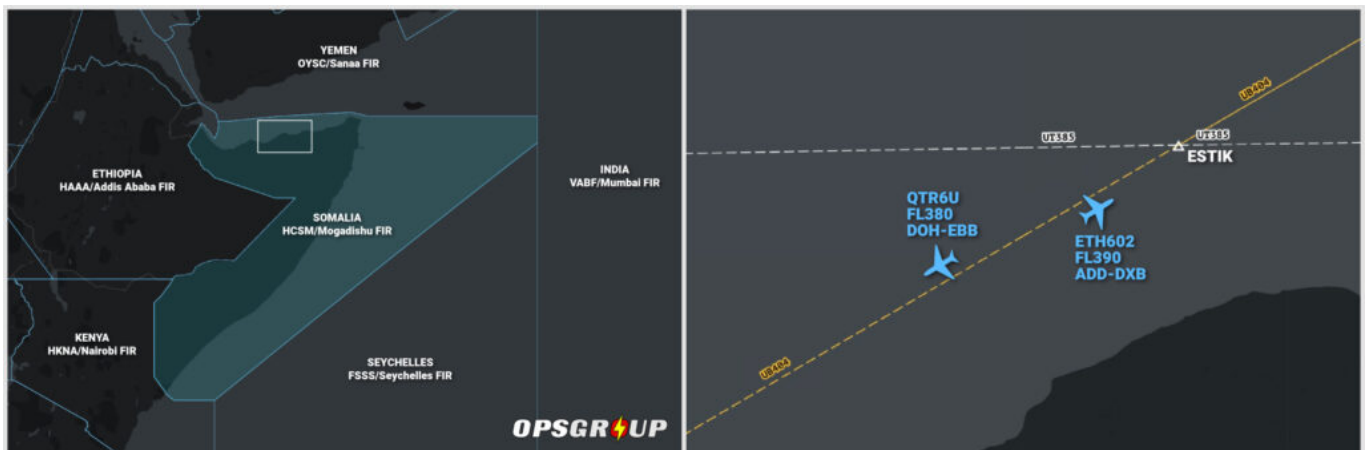 YEMEN
OYSC/Sanaa FIR
ETHIOPIA
HAAA/Addis Ababa FIR
INDIA
VABF/Mumbai FIR
SOMALIA
HCSM/Mogadishu FIR
KENYA
HKNA/Nairobi FIR
SEYCHELLES
FSSS/Seychelles FIR
OPSGROUP
UB404
UT385
UT385
ESTIK
QTR6U
FL380
DOH-EBB
ETH602
FL390
ADD-DXB
UB404